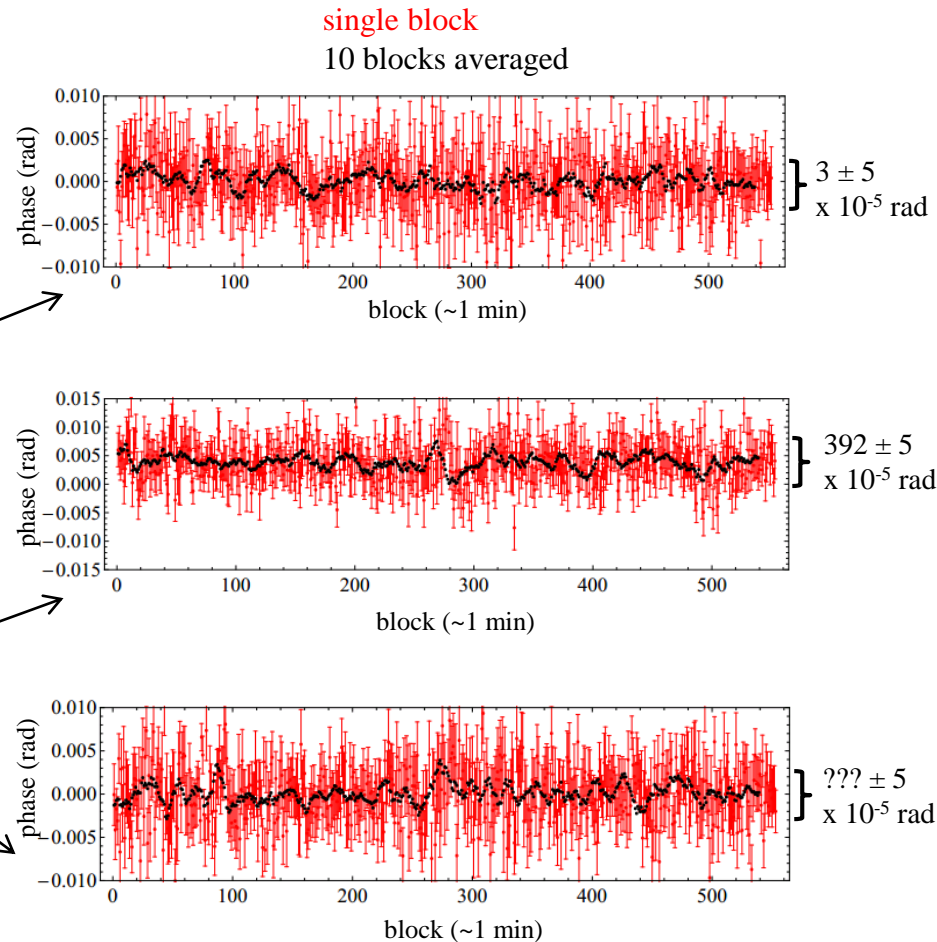 single block
10 blocks averaged
phase (rad)
0.010
0.005
0.000
−0.005
−0.010
0
100
200
300
400
500
block (~1 min)
3 ± 5
x 10⁻⁵ rad
phase (rad)
0.015
0.010
0.005
0.000
−0.005
−0.010
−0.015
0
100
200
300
400
500
block (~1 min)
392 ± 5
x 10⁻⁵ rad
phase (rad)
0.010
0.005
0.000
−0.005
−0.010
0
100
200
300
400
500
block (~1 min)
??? ± 5
x 10⁻⁵ rad